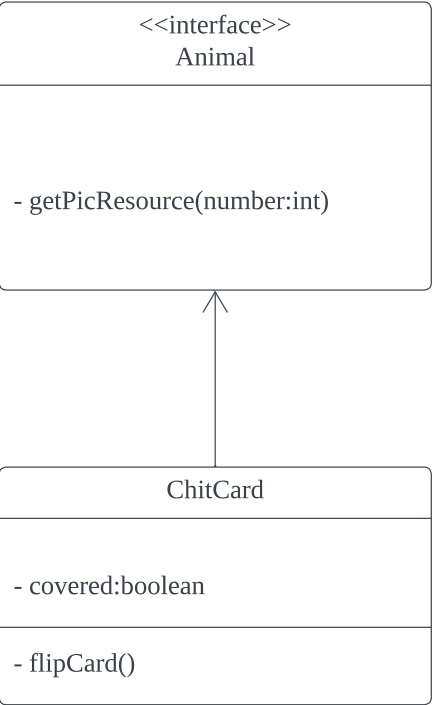 <<interface>>
Animal
- getPicResource(number:int)
ChitCard
- covered:boolean
- flipCard()